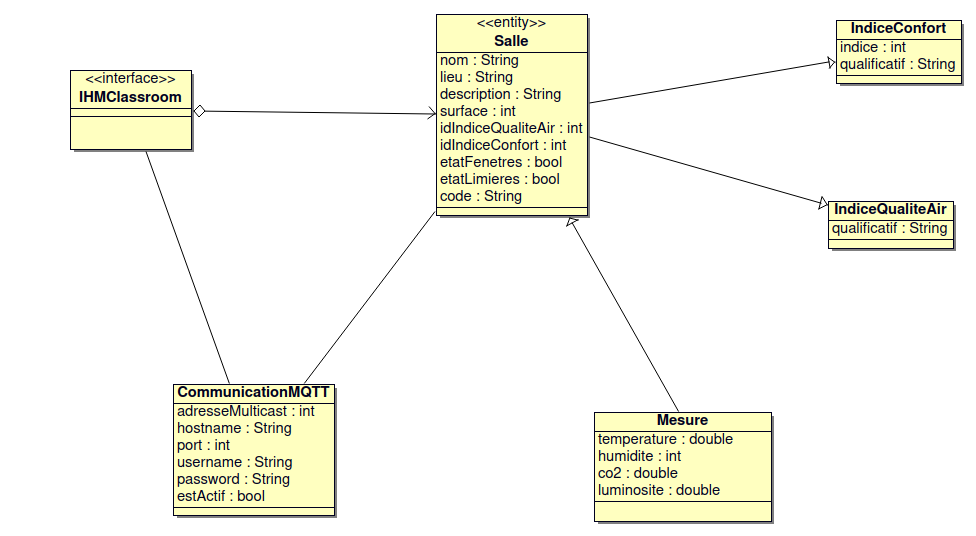 <<interface>>
IHMClassroom
<<entity>>
Salle
nom : String
lieu : String
description : String
surface : int
idIndiceQualiteAir : int
idIndiceConfort : int
etatFenetres : bool
etatLimieres : bool
code : String
IndiceConfort
indice : int
qualificatif : String
IndiceQualiteAir
qualificatif : String
CommunicationMQTT
adresseMulticast : int
hostname : String
port : int
username : String
password : String
estActif : bool
Mesure
temperature : double
humidite : int
co2 : double
luminosite : double